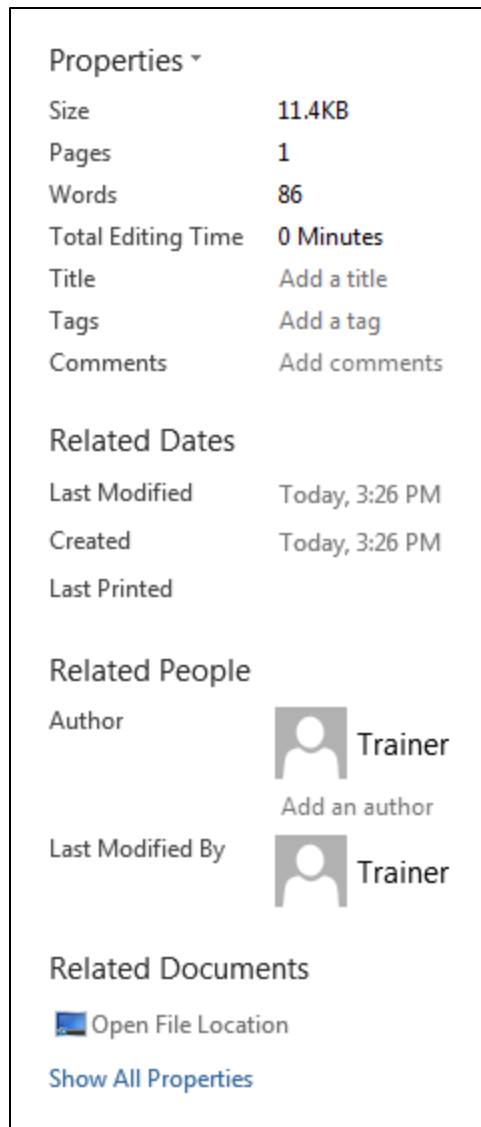 Properties
Size 11.4KB
Pages 1
Words 86
Total Editing Time 0 Minutes
Title Add a title
Tags Add a tag
Comments Add comments
Related Dates
Last Modified Today, 3:26 PM
Created Today, 3:26 PM
Last Printed
Related People
Author Trainer
Add an author
Last Modified By Trainer
Related Documents
Open File Location
Show All Properties